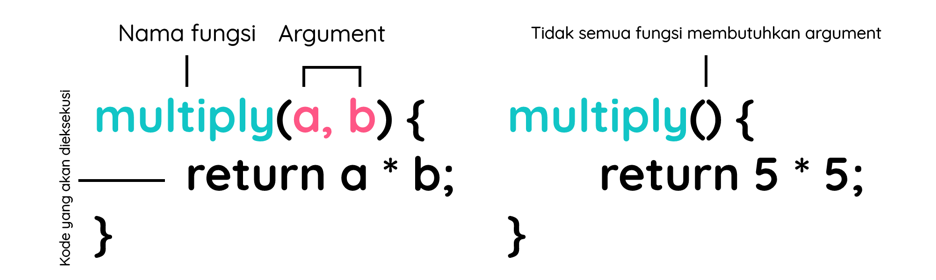 Nama fungsi
Argument
multiply(a, b) {
return a * b;
}
Kode yang akan dieksekusi
Tidak semua fungsi membutuhkan argument
multiply() {
return 5 * 5;
}